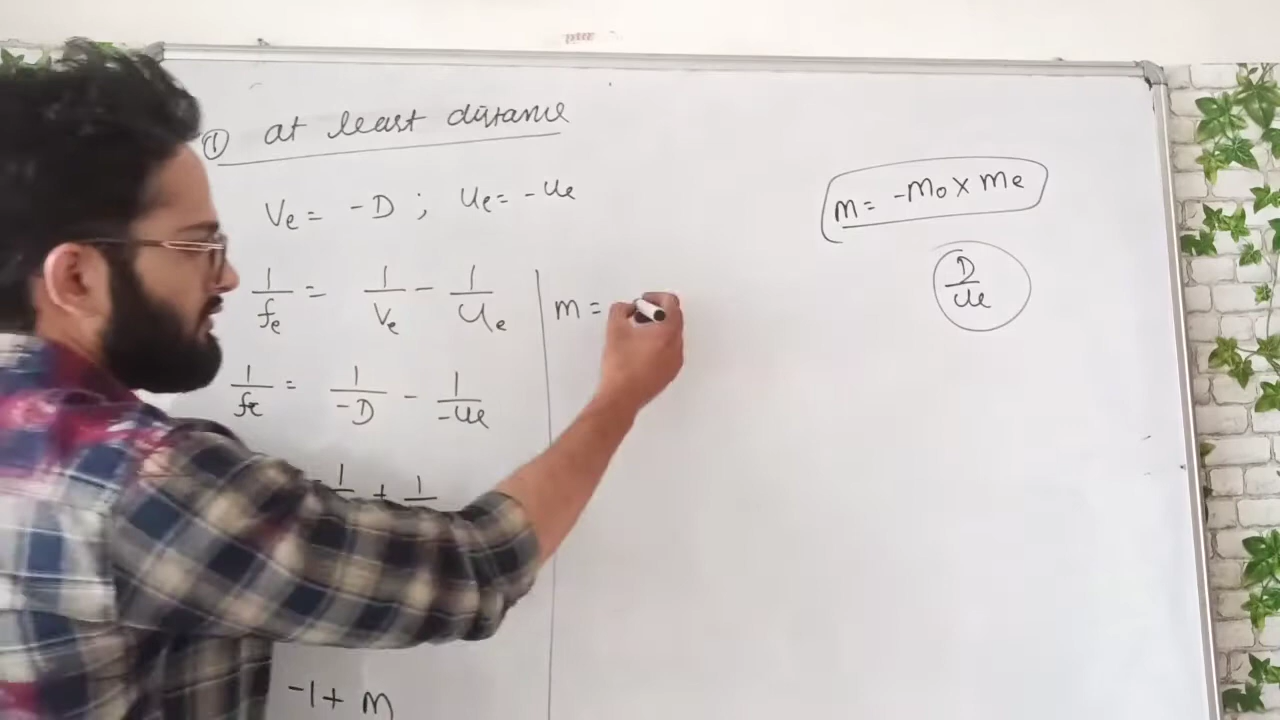 ① at least distance
Ve = -D ; Ue = -Ue
1/fe = 1/Ve - 1/Ue
1/fe = 1/-D - 1/-Ue
1 + 1
-1 + m
m =
m = -mo x me
D/Ue